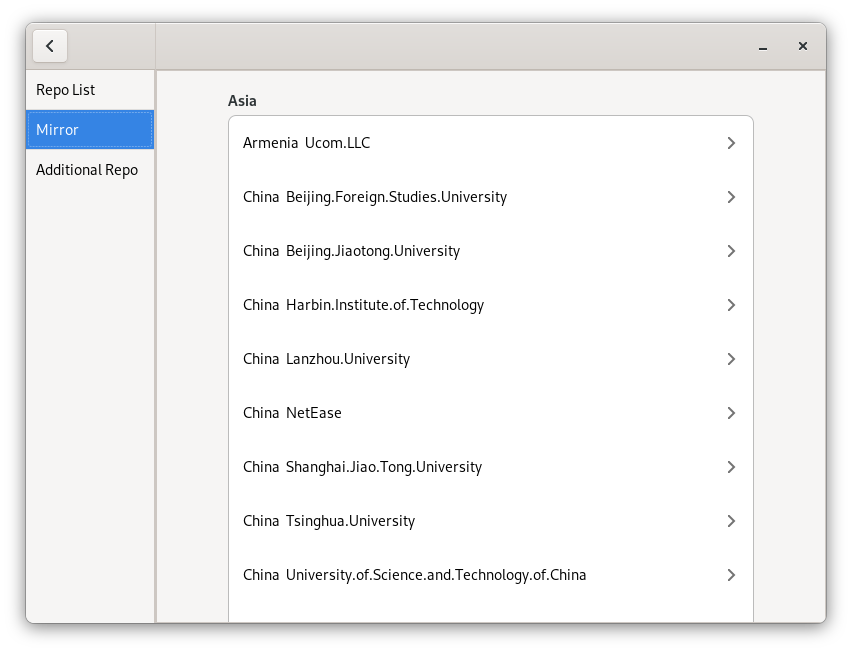 Repo List
Mirror
Additional Repo
Asia
Armenia Ucom.LLC
China Beijing.Foreign.Studies.University
China Beijing.Jiaotong.University
China Harbin.Institute.of.Technology
China Lanzhou.University
China NetEase
China Shanghai.Jiao.Tong.University
China Tsinghua.University
China University.of.Science.and.Technology.of.China